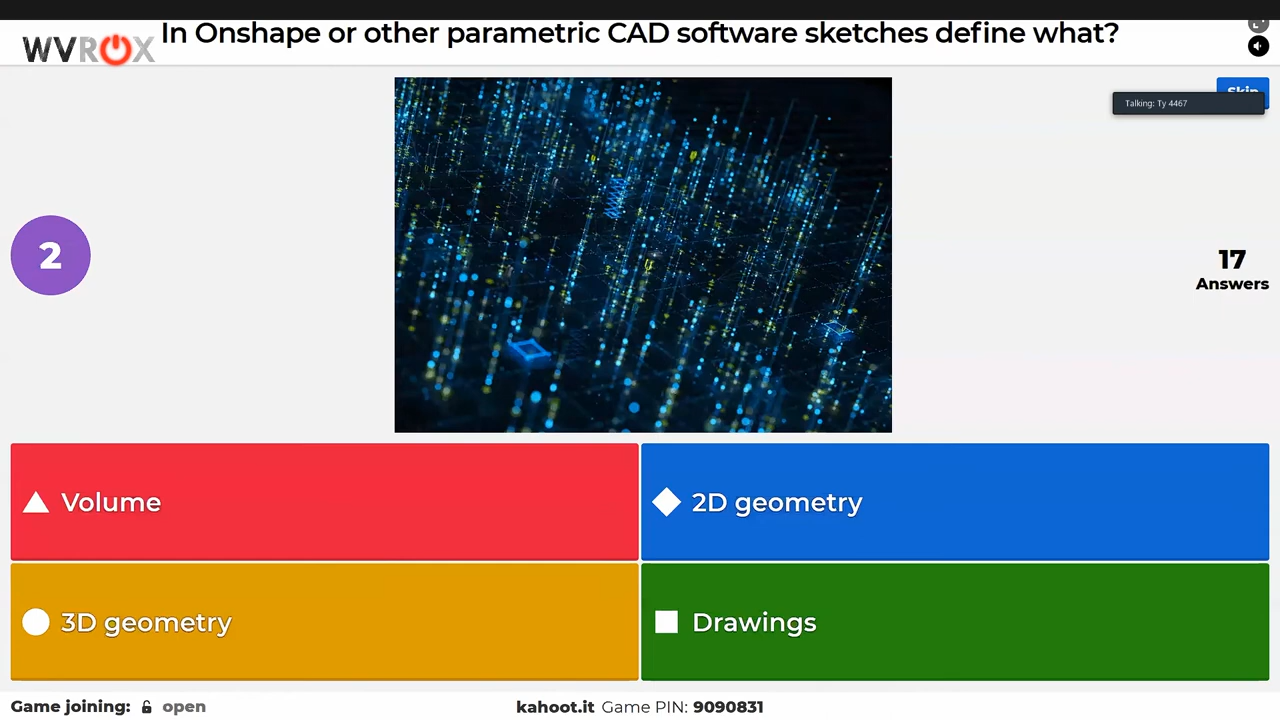 In Onshape or other parametric CAD software sketches define what?
WVROX
Skip
Talking: Ty 4467
2
17
Answers
Volume
2D geometry
3D geometry
Drawings
Game joining: open
kahoot.it Game PIN: 9090831